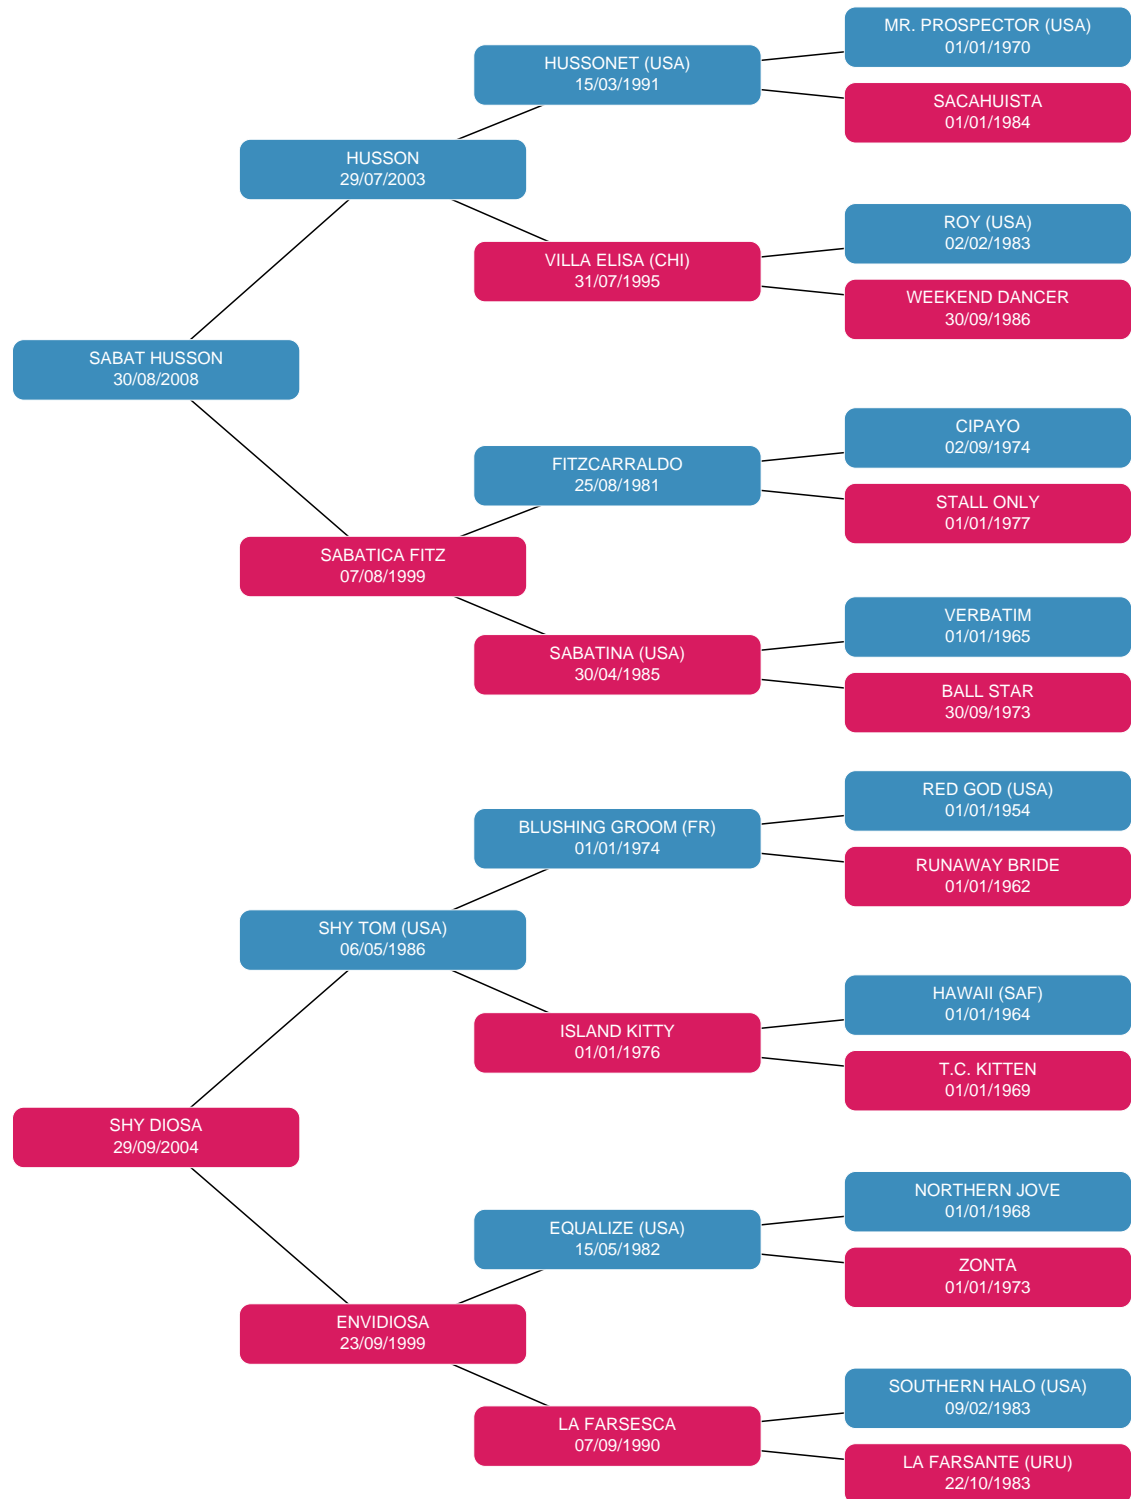 MR. PROSPECTOR (USA)
01/01/1970
HUSSONET (USA)
15/03/1991
SACAHUISTA
01/01/1984
HUSSON
29/07/2003
ROY (USA)
02/02/1983
VILLA ELISA (CHI)
31/07/1995
WEEKEND DANCER
30/09/1986
SABAT HUSSON
30/08/2008
CIPAYO
02/09/1974
FITZCARRALDO
25/08/1981
STALL ONLY
01/01/1977
SABATICA FITZ
07/08/1999
VERBATIM
01/01/1965
SABATINA (USA)
30/04/1985
BALL STAR
30/09/1973
RED GOD (USA)
01/01/1954
BLUSHING GROOM (FR)
01/01/1974
RUNAWAY BRIDE
01/01/1962
SHY TOM (USA)
06/05/1986
HAWAII (SAF)
01/01/1964
ISLAND KITTY
01/01/1976
T.C. KITTEN
01/01/1969
SHY DIOSA
29/09/2004
NORTHERN JOVE
01/01/1968
EQUALIZE (USA)
15/05/1982
ZONTA
01/01/1973
ENVIDIOSA
23/09/1999
SOUTHERN HALO (USA)
09/02/1983
LA FARSESCA
07/09/1990
LA FARSANTE (URU)
22/10/1983